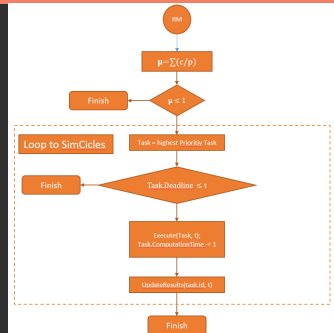 RM
μ=∑(c/p)
Finish
μ ≤ 1
Loop to SimCicles
Task = highest Prioritiy Task
Finish
Task.Deadline ≤ t
Execute(Task, t);
Task.ComputationTime -= 1
UpdateResults(task.Id, t)
Finish